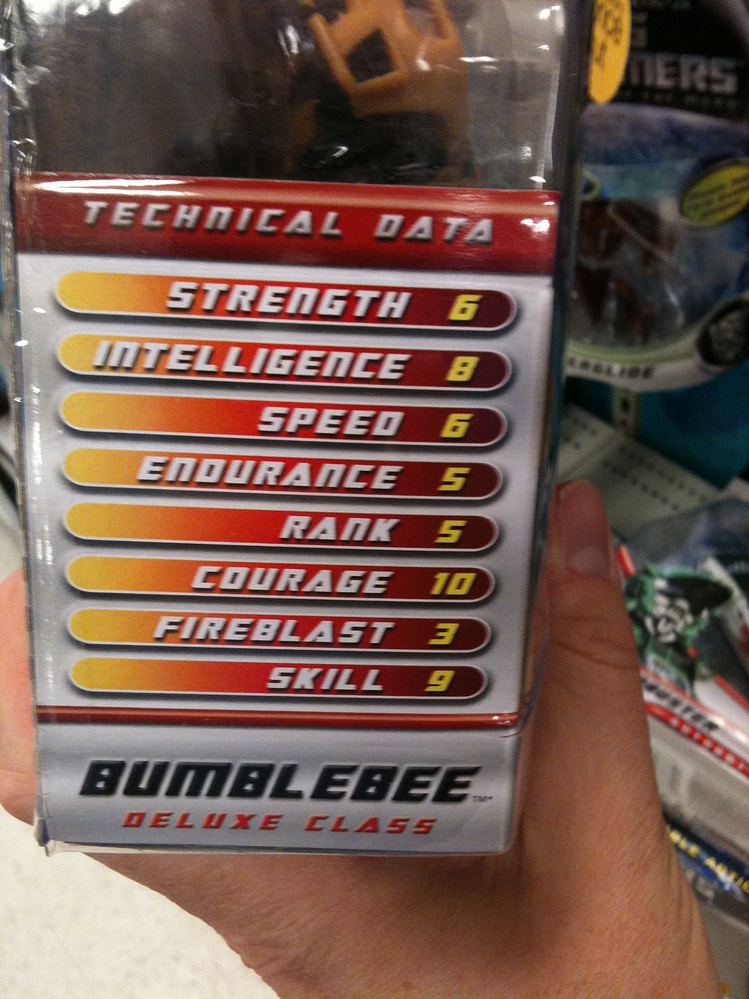 TECHNICAL DATA
STRENGTH 6
INTELLIGENCE 8
SPEED 6
ENDURANCE 5
RANK 5
COURAGE 10
FIREBLAST 3
SKILL 9
BUMBLEBEE™*
DELUXE CLASS